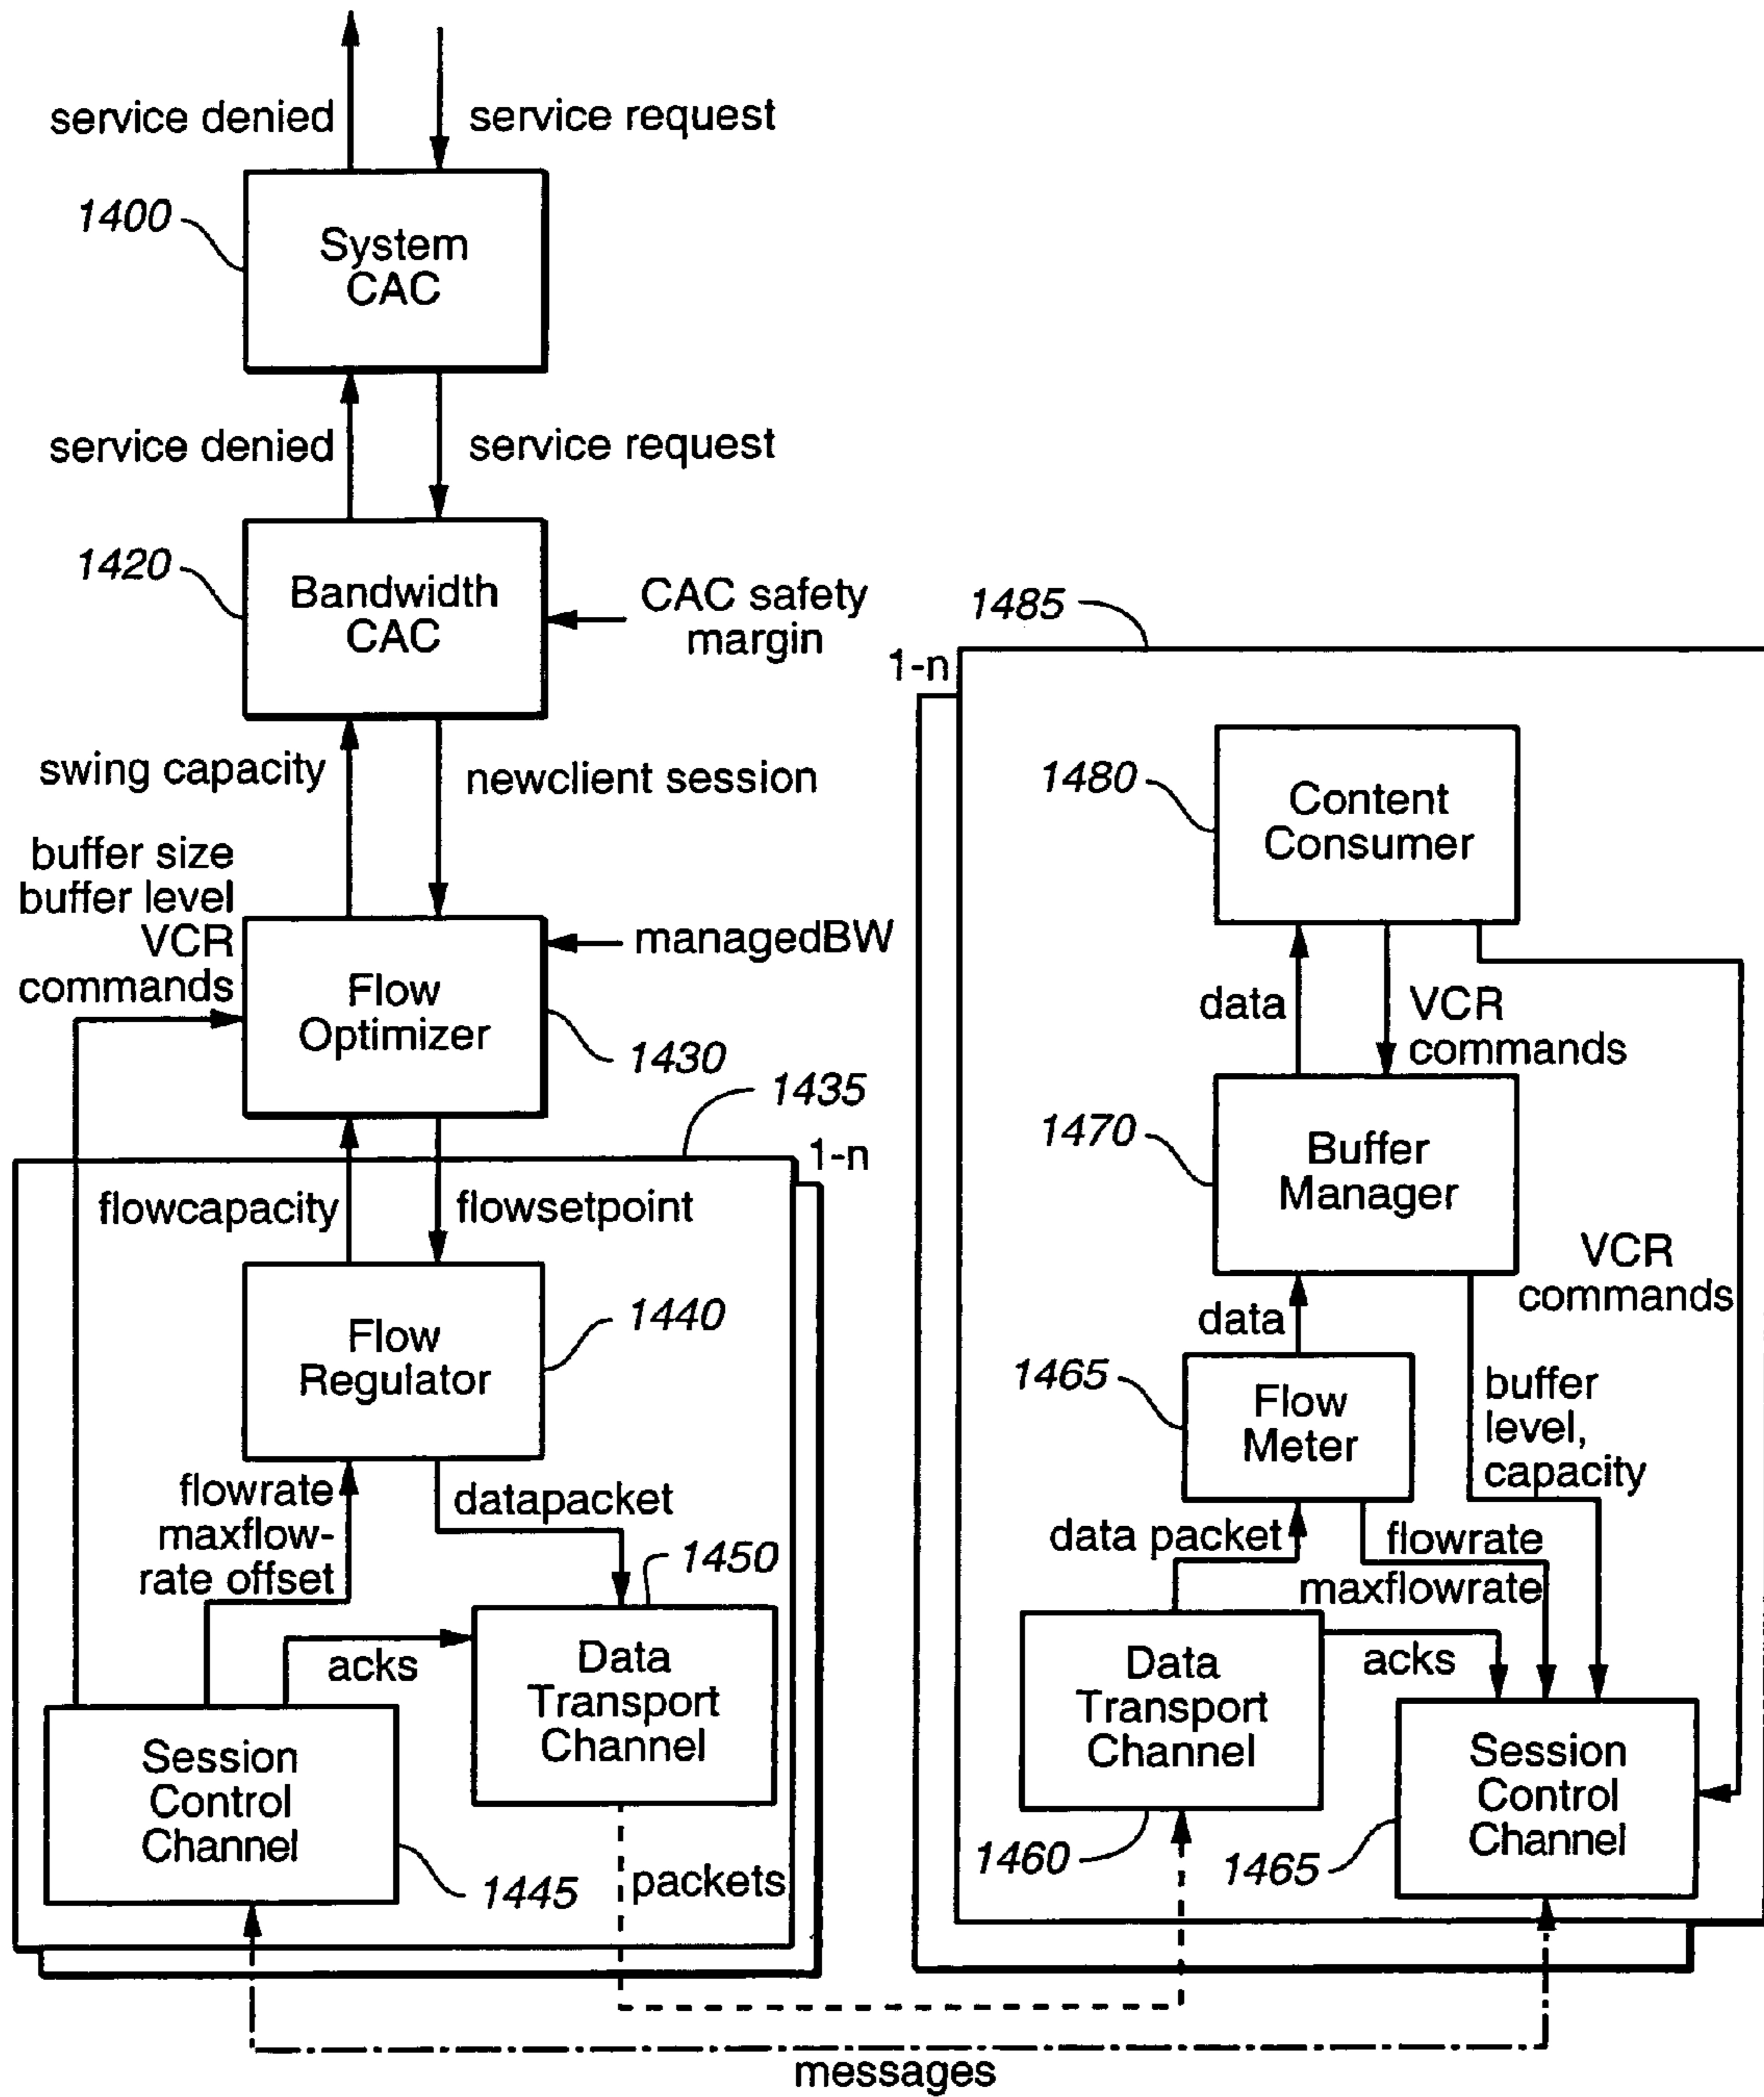 service denied
service request
1400
System
CAC
service denied
service request
1420
Bandwidth
CAC
CAC safety
margin
swing capacity
newclient session
buffer size
buffer level
VCR
commands
managedBW
Flow
Optimizer
1430
1435
1-n
flowcapacity
flowsetpoint
Flow
Regulator
1440
flowrate
maxflow-
rate offset
datapacket
1450
acks
Data
Transport
Channel
Session
Control
Channel
1445
packets
1485
1-n
1480
Content
Consumer
data
VCR
commands
1470
Buffer
Manager
VCR
commands
data
1465
Flow
Meter
buffer
level,
capacity
data packet
flowrate
maxflowrate
Data
Transport
Channel
acks
Session
Control
Channel
1460
1465
messages